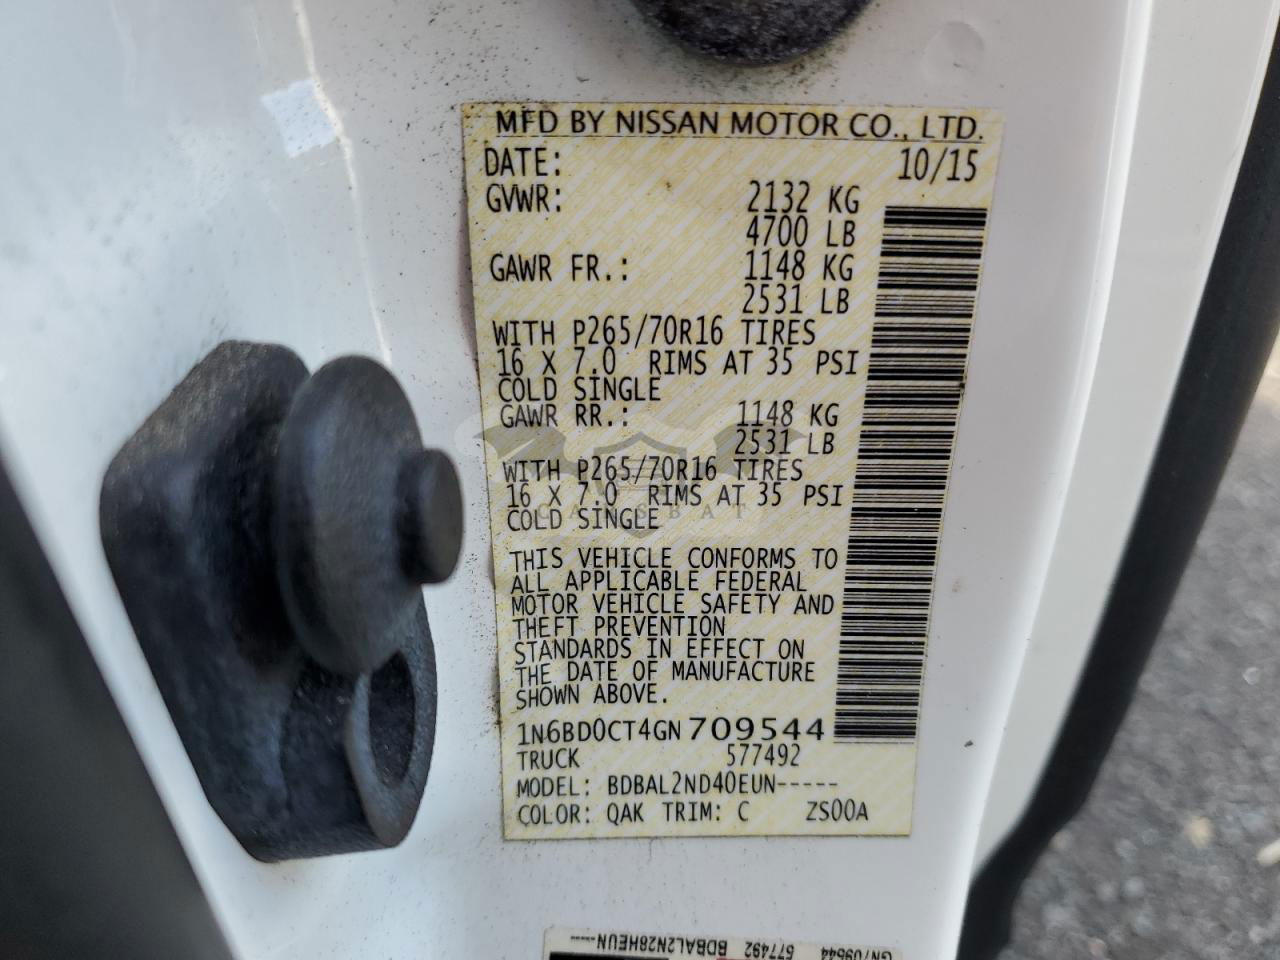 MFD BY NISSAN MOTOR CO., LTD.
DATE: 10/15
GVWR: 2132 KG
4700 LB
GAWR FR.: 1148 KG
2531 LB
WITH P265/70R16 TIRES
16 X 7.0 RIMS AT 35 PSI
COLD SINGLE
GAWR RR.: 1148 KG
2531 LB
WITH P265/70R16 TIRES
16 X 7.0 RIMS AT 35 PSI
CARSBAT
COLD SINGLE
THIS VEHICLE CONFORMS TO
ALL APPLICABLE FEDERAL
MOTOR VEHICLE SAFETY AND
THEFT PREVENTION
STANDARDS IN EFFECT ON
THE DATE OF MANUFACTURE
SHOWN ABOVE.
1N6BD0CT4GN709544
TRUCK 577492
MODEL: BDBAL2ND40EUN-----
COLOR: QAK TRIM: C ZS00A
GN709544 577492 BDBAL2N28HEUN-----